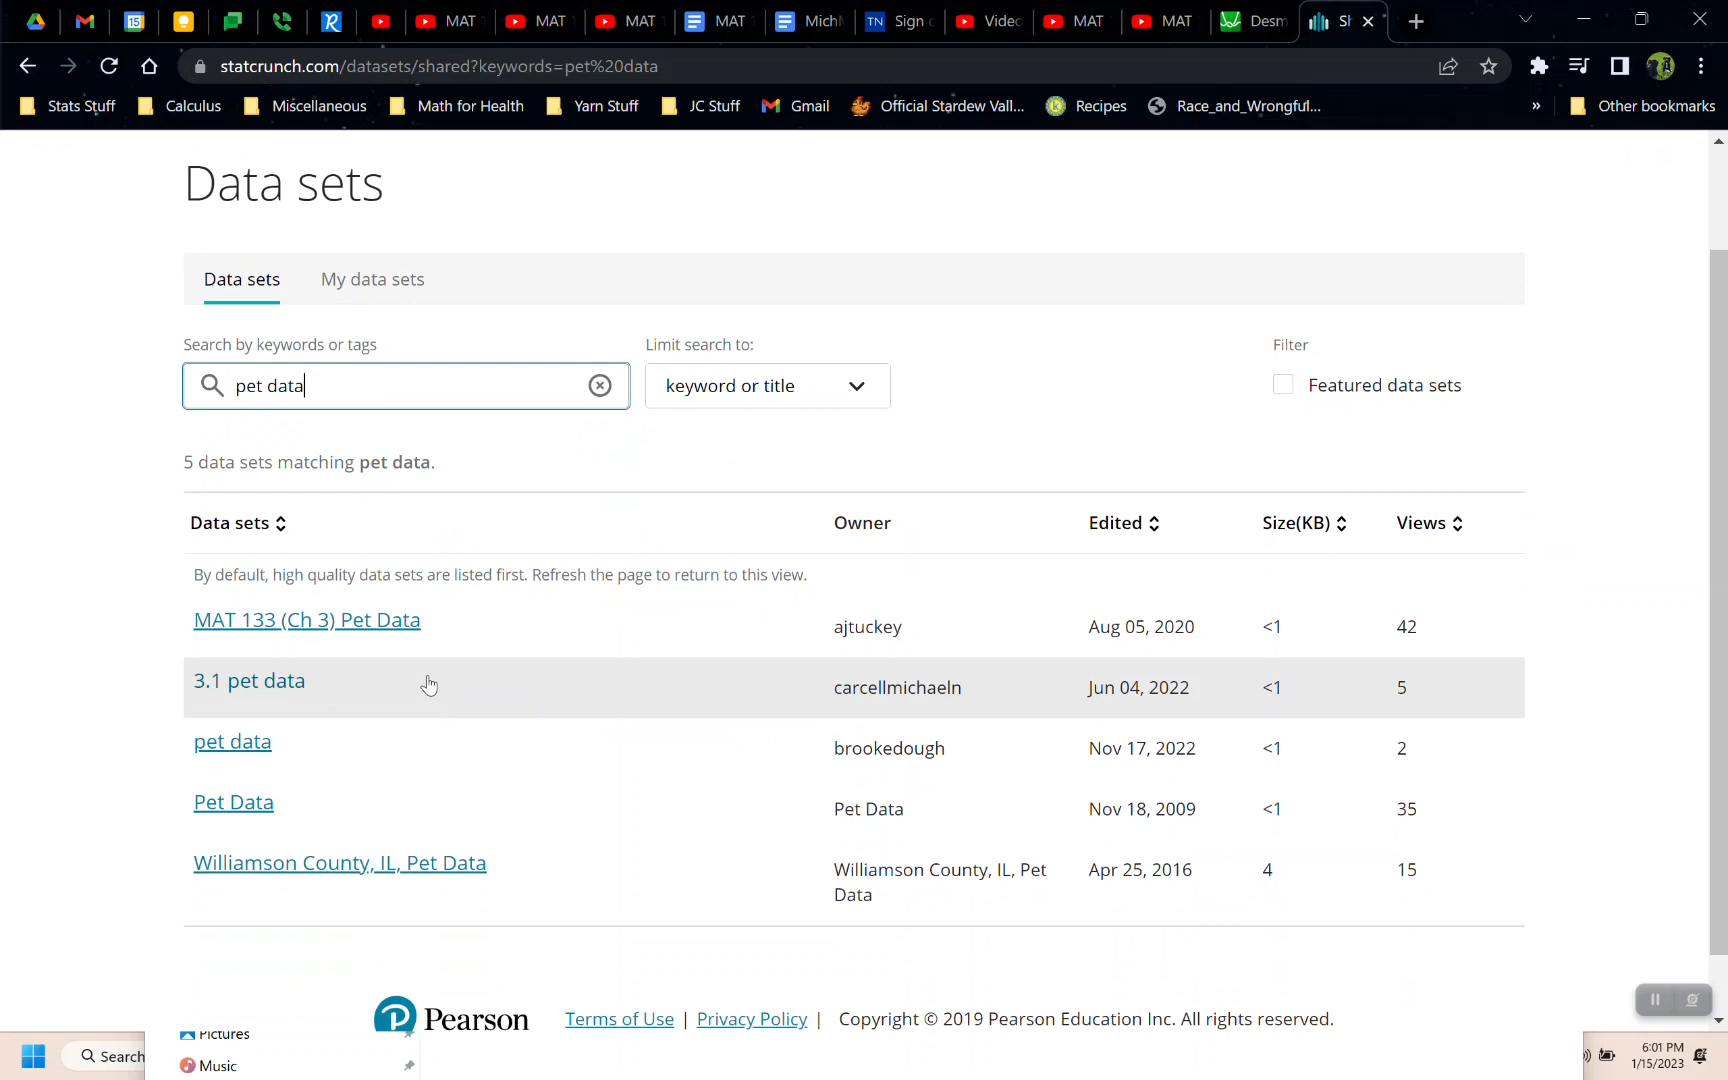 15
MAT
MAT
MAT
MAT
Mich
TN Sign
Videc
MAT
MAT
Desm
Sh
statcrunch.com/datasets/shared?keywords=pet%20data
Stats Stuff
Calculus
Miscellaneous
Math for Health
Yarn Stuff
JC Stuff
Gmail
Official Stardew Vall...
Recipes
Race_and_Wrongful...
»
Other bookmarks
Data sets
Data sets
My data sets
Search by keywords or tags
Limit search to:
Filter
pet data
keyword or title
Featured data sets
5 data sets matching pet data.
Data sets Owner Edited Size(KB) Views
By default, high quality data sets are listed first. Refresh the page to return to this view.
MAT 133 (Ch 3) Pet Data ajtuckey Aug 05, 2020 <1 42
3.1 pet data carcellmichaeln Jun 04, 2022 <1 5
pet data brookedough Nov 17, 2022 <1 2
Pet Data Pet Data Nov 18, 2009 <1 35
Williamson County, IL, Pet Data Williamson County, IL, Pet Apr 25, 2016 4 15
Data
Pearson
Terms of Use | Privacy Policy | Copyright © 2019 Pearson Education Inc. All rights reserved.
Pictures
Search
Music
6:01 PM
1/15/2023